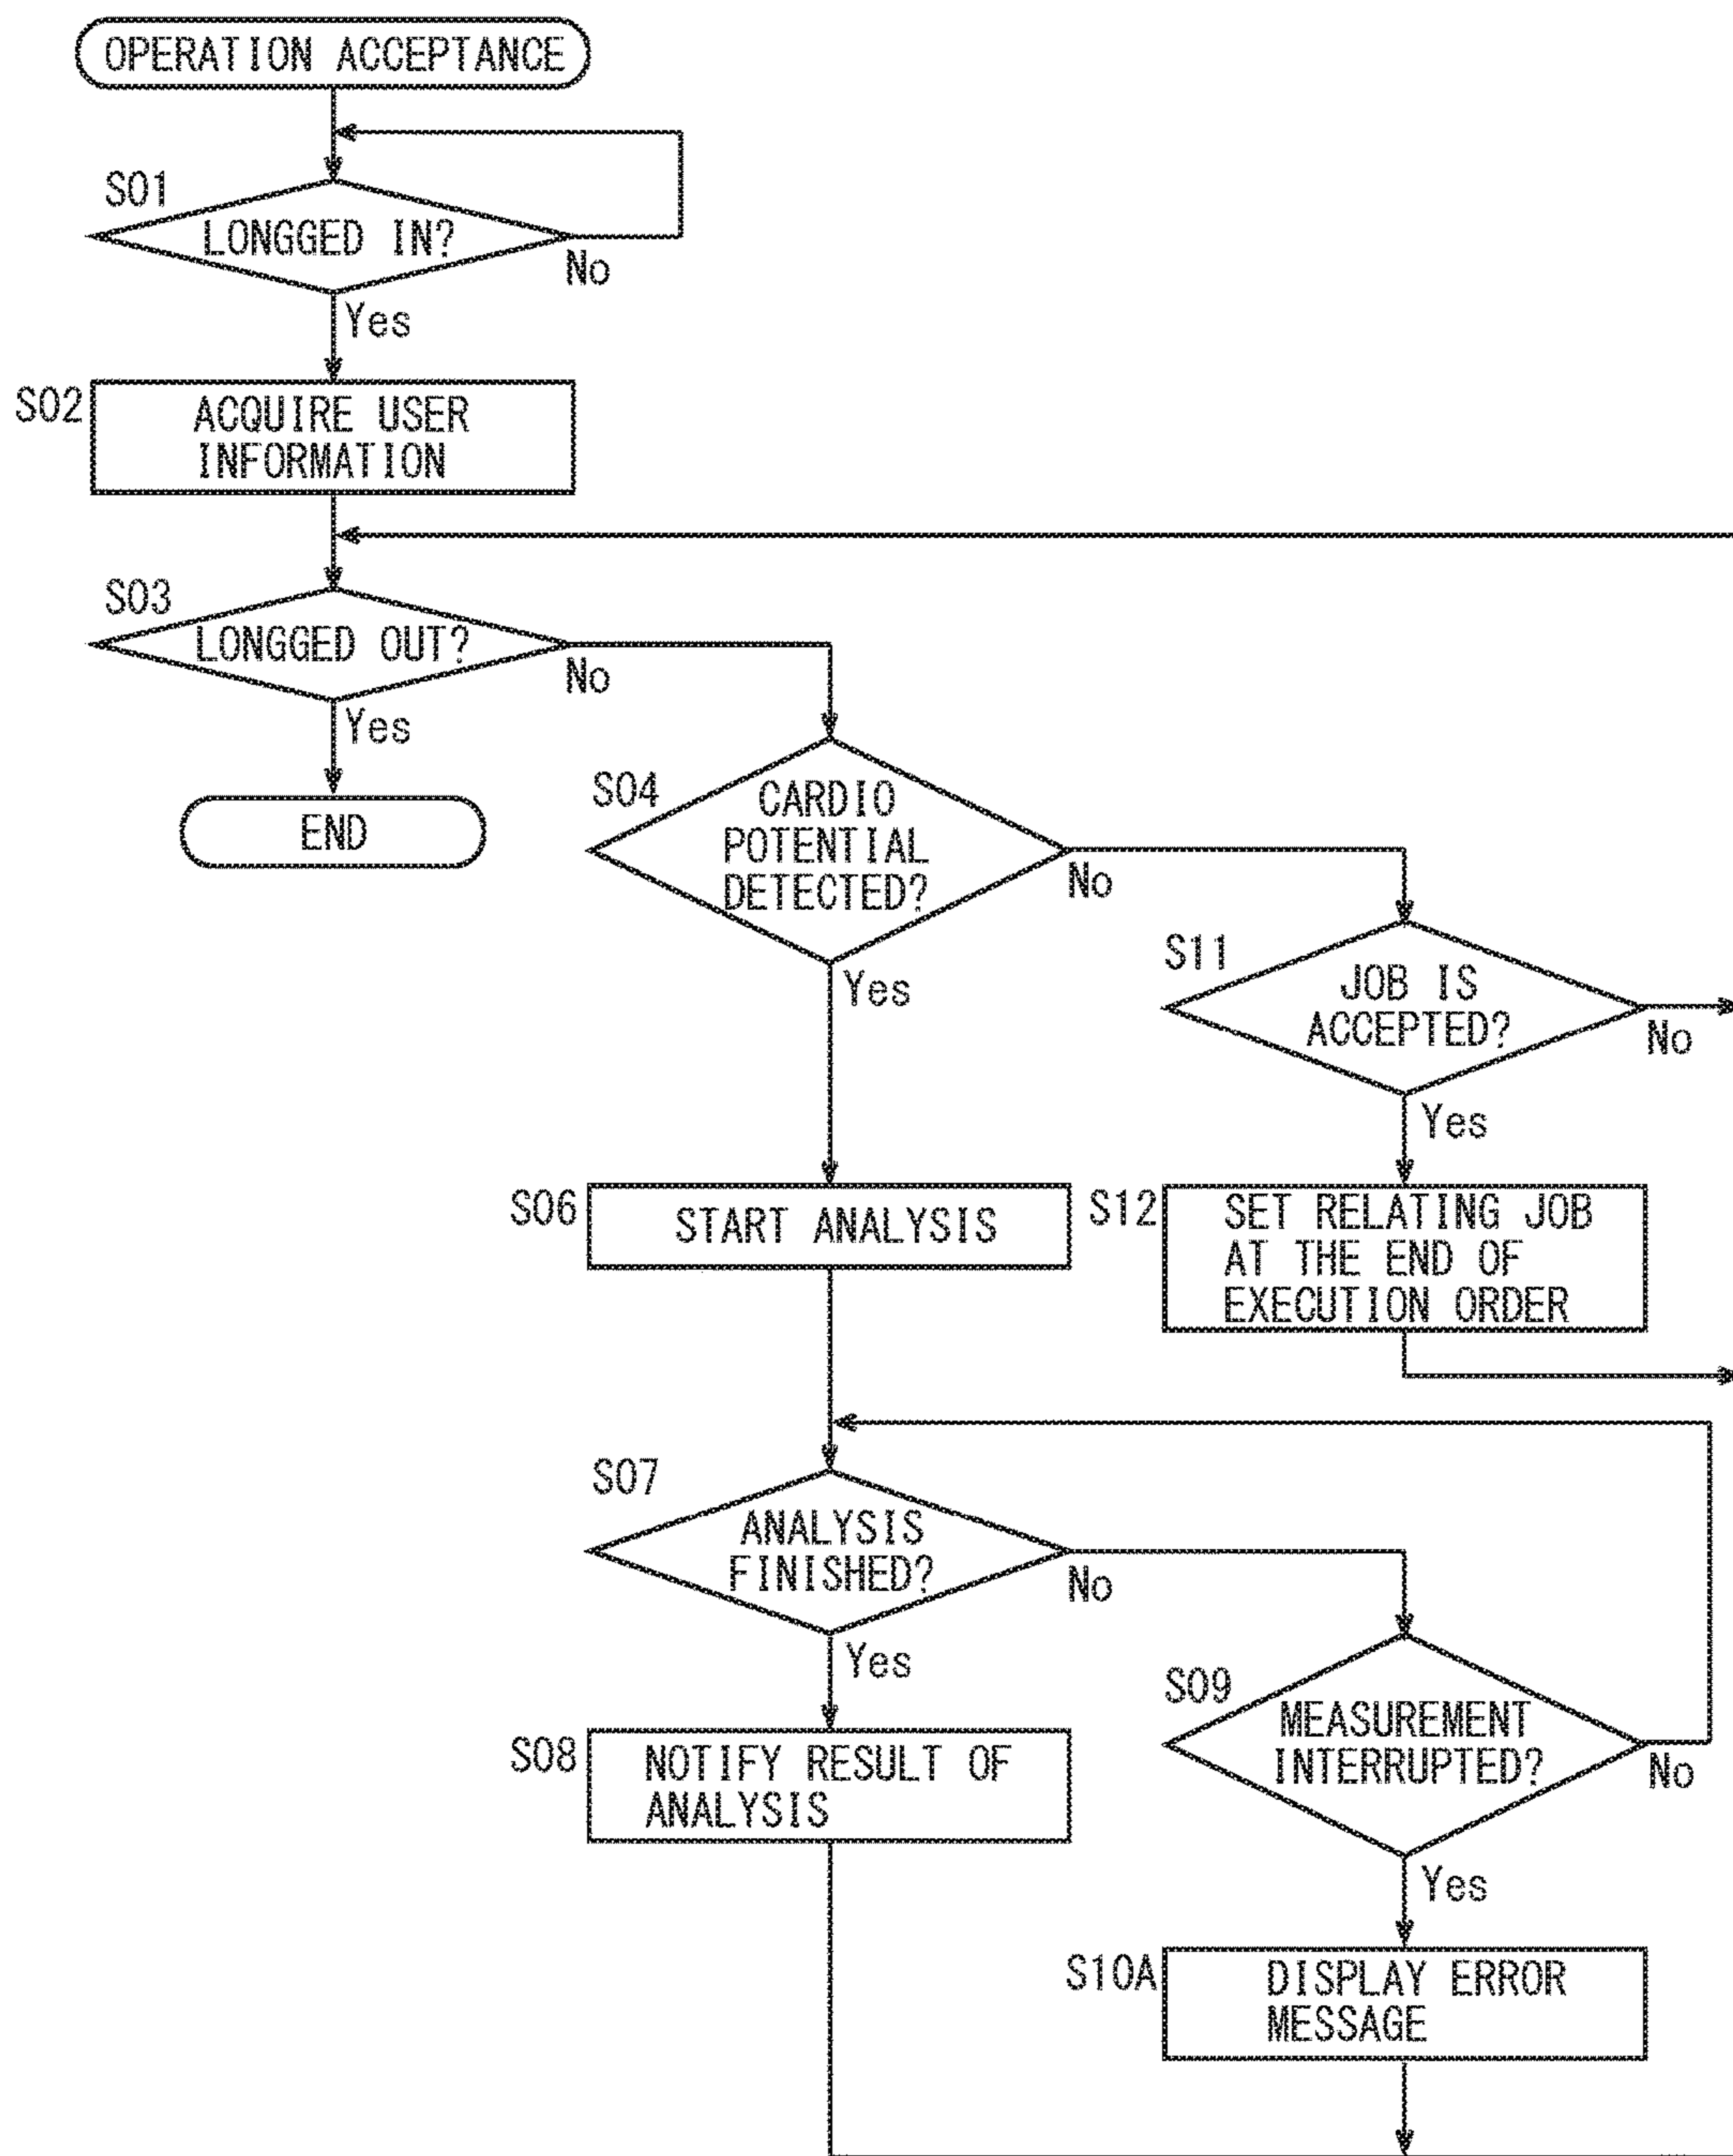 OPERATION ACCEPTANCE
S01
LONGGED IN?
No
Yes
S02
ACQUIRE USER
INFORMATION
S03
LONGGED OUT?
No
Yes
END
S04
CARDIO
POTENTIAL
DETECTED?
No
Yes
S11
JOB IS
ACCEPTED?
No
Yes
S06
START ANALYSIS
S12
SET RELATING JOB
AT THE END OF
EXECUTION ORDER
S07
ANALYSIS
FINISHED?
No
Yes
S09
MEASUREMENT
INTERRUPTED?
No
Yes
S08
NOTIFY RESULT OF
ANALYSIS
S10A
DISPLAY ERROR
MESSAGE